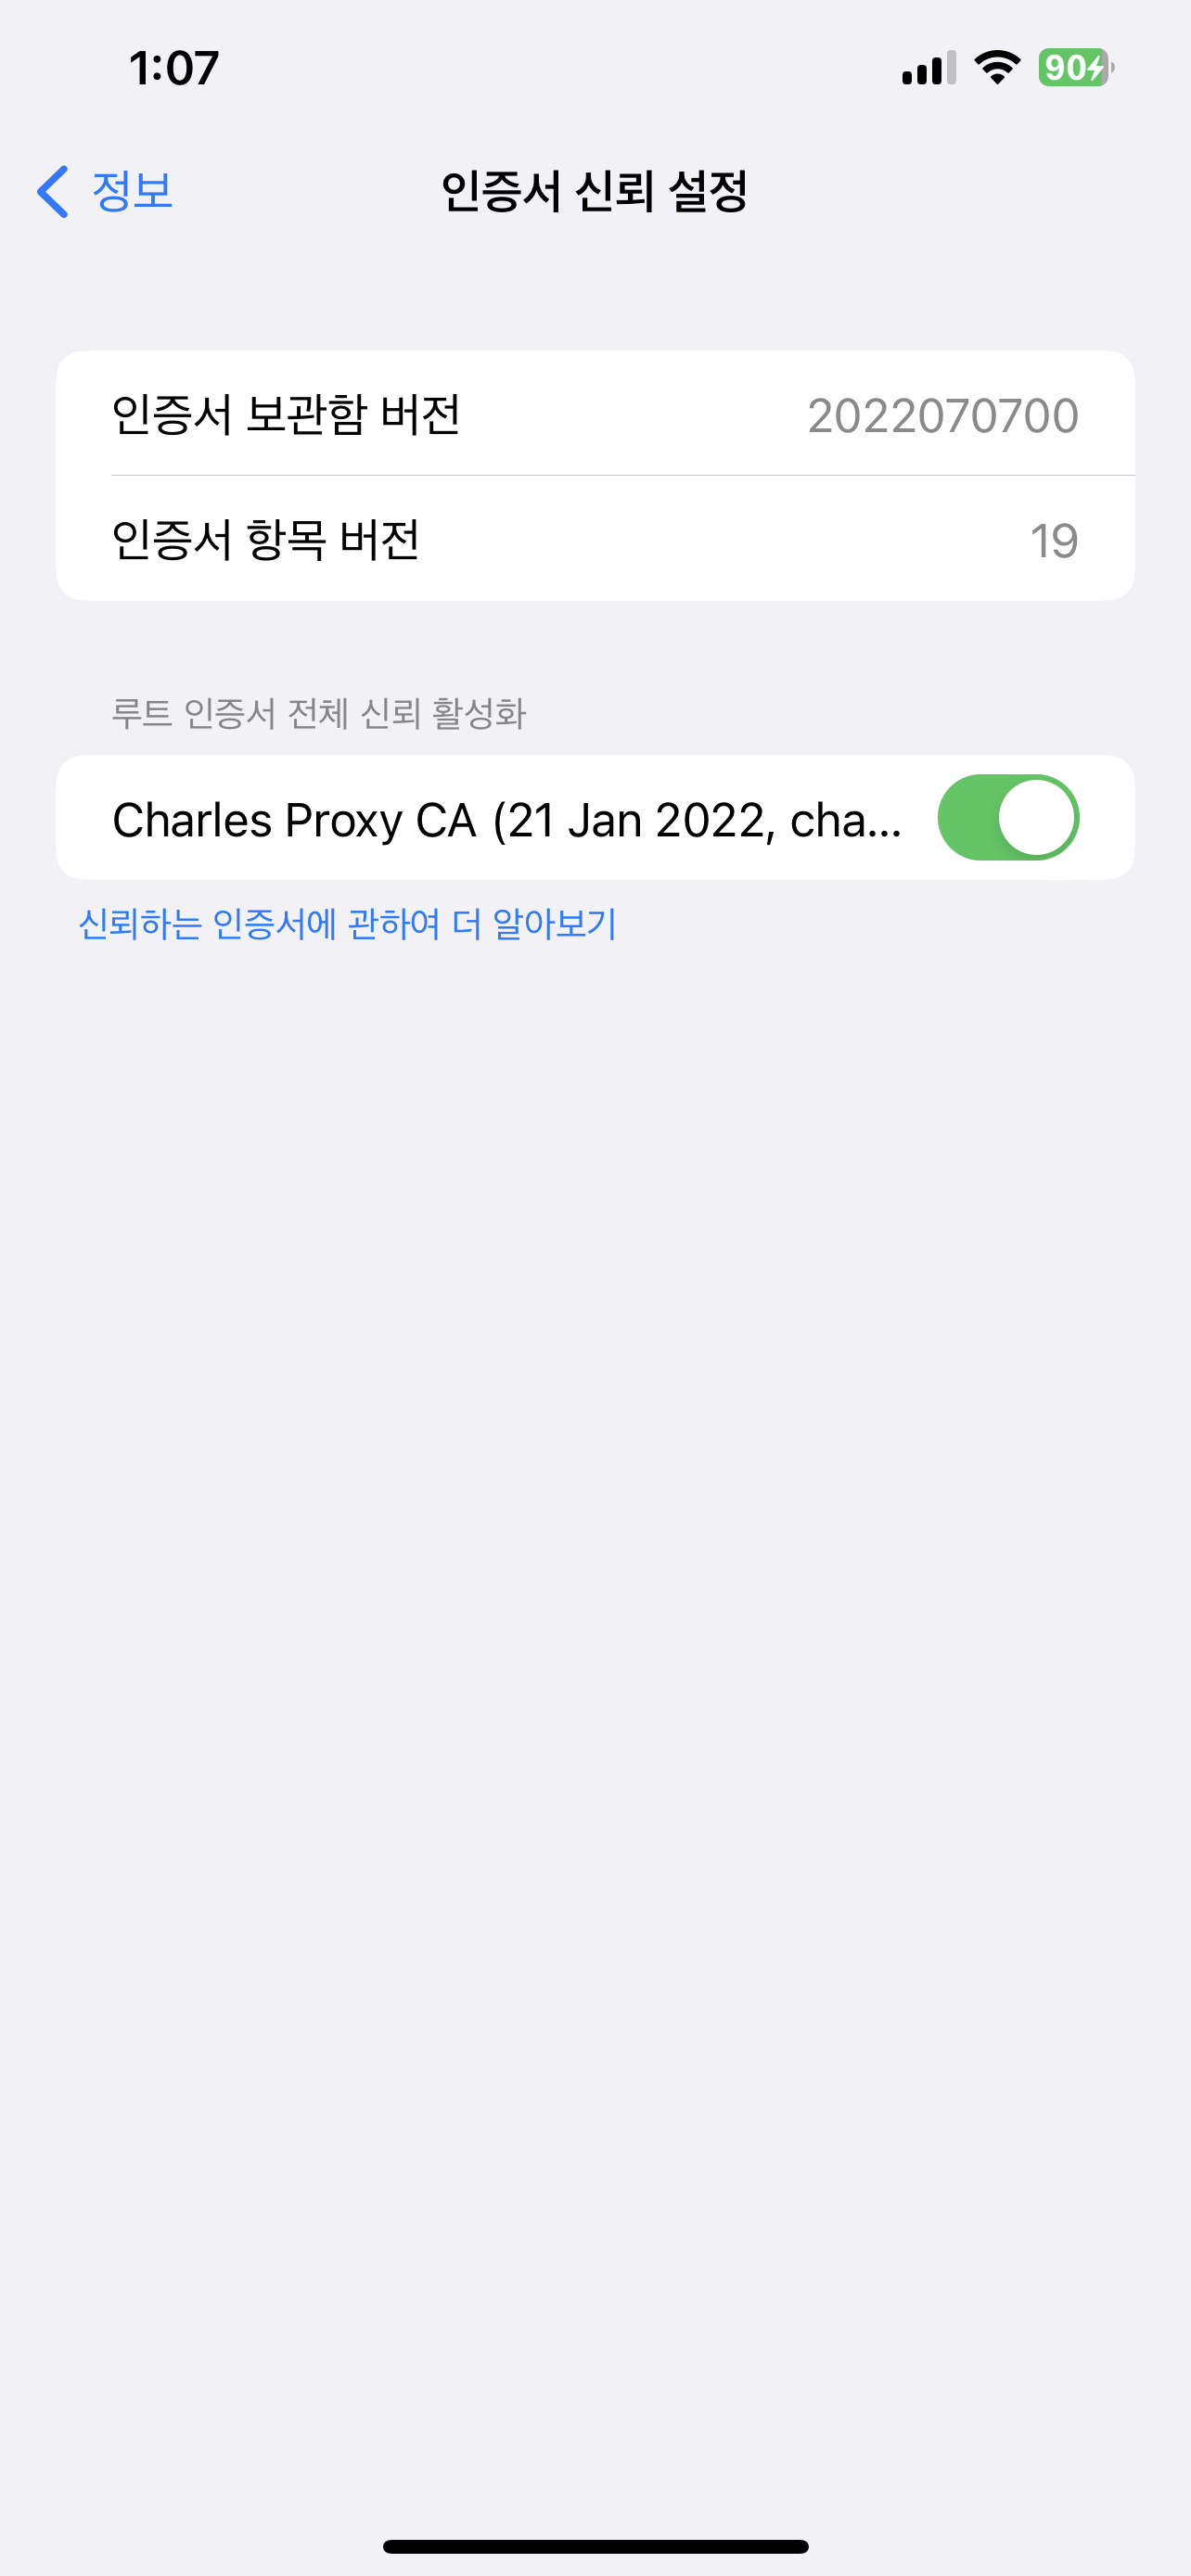 1:07
90
정보
인증서 신뢰 설정
인증서 보관함 버전 2022070700
인증서 항목 버전 19
루트 인증서 전체 신뢰 활성화
Charles Proxy CA (21 Jan 2022, cha...
신뢰하는 인증서에 관하여 더 알아보기